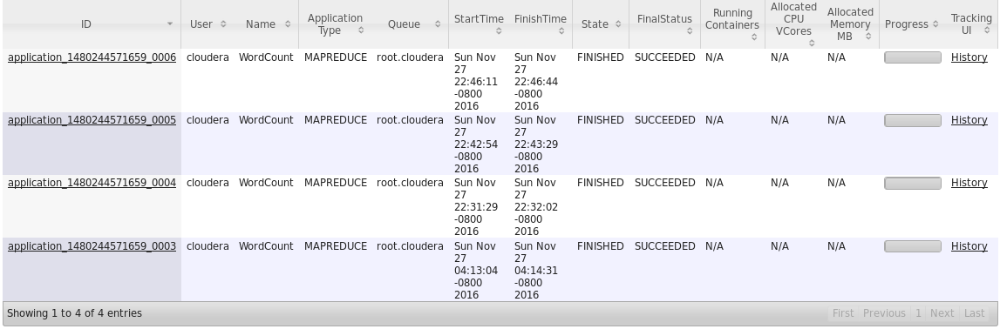 ID User Name Application Type Queue StartTime FinishTime State FinalStatus Running Containers Allocated CPU VCores Allocated Memory MB Progress Tracking UI
application_1480244571659_0006 cloudera WordCount MAPREDUCE root.cloudera Sun Nov 27 22:46:11 -0800 2016 Sun Nov 27 22:46:44 -0800 2016 FINISHED SUCCEEDED N/A N/A N/A History
application_1480244571659_0005 cloudera WordCount MAPREDUCE root.cloudera Sun Nov 27 22:42:54 -0800 2016 Sun Nov 27 22:43:29 -0800 2016 FINISHED SUCCEEDED N/A N/A N/A History
application_1480244571659_0004 cloudera WordCount MAPREDUCE root.cloudera Sun Nov 27 22:31:29 -0800 2016 Sun Nov 27 22:32:02 -0800 2016 FINISHED SUCCEEDED N/A N/A N/A History
application_1480244571659_0003 cloudera WordCount MAPREDUCE root.cloudera Sun Nov 27 04:13:04 -0800 2016 Sun Nov 27 04:14:31 -0800 2016 FINISHED SUCCEEDED N/A N/A N/A History
Showing 1 to 4 of 4 entries First Previous 1 Next Last